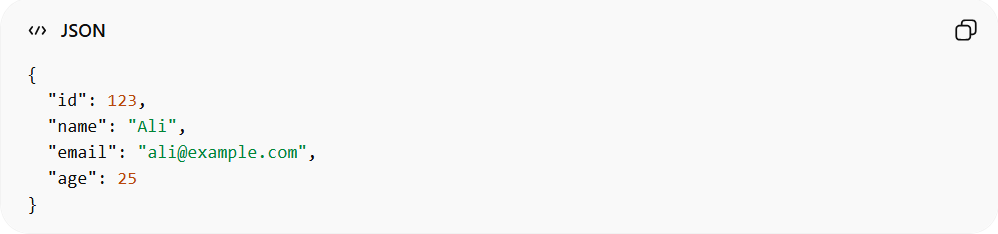 </> JSON
{
  "id": 123,
  "name": "Ali",
  "email": "ali@example.com",
  "age": 25
}